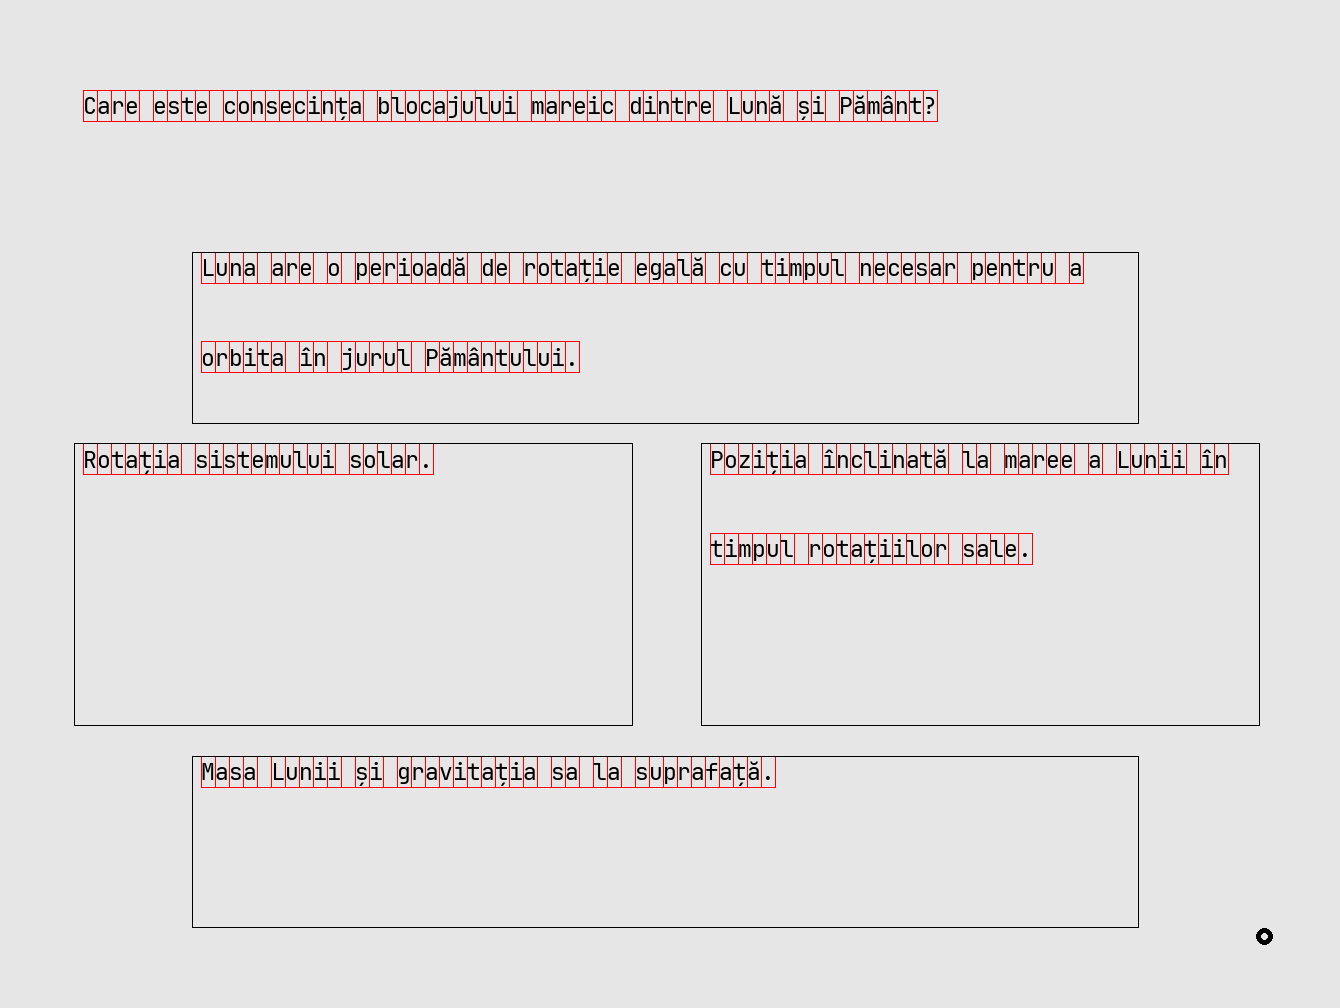 Care este consecința blocajului mareic dintre Lună și Pământ?
Luna are o perioadă de rotație egală cu timpul necesar pentru a
orbita în jurul Pământului.
Rotația sistemului solar.
Poziția înclinată la maree a Lunii în
timpul rotațiilor sale.
Masa Lunii și gravitația sa la suprafață.